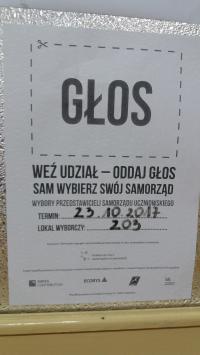 GŁOS
WEŹ UDZIAŁ – ODDAJ GŁOS
SAM WYBIERZ SWÓJ SAMORZĄD
WYBORY PRZEDSTAWICIELI SAMORZĄDU UCZNIOWSKIEGO
TERMIN: 23.10.2017
LOKAL WYBORCZY: 203
ECORYS